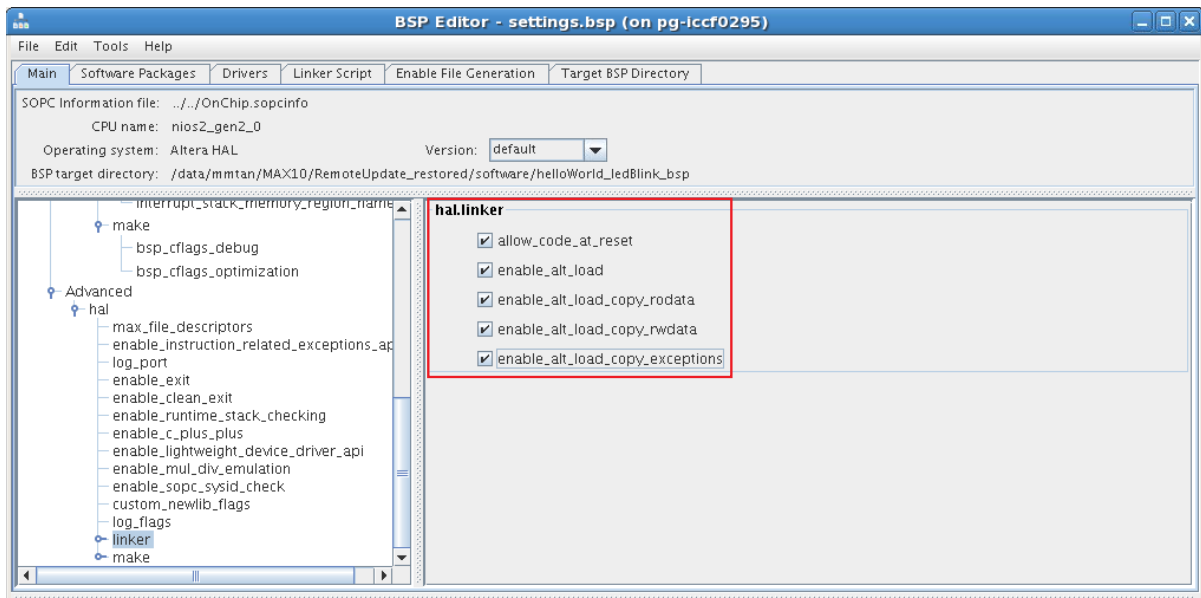 BSP Editor - settings.bsp (on pg-iccf0295)
File Edit Tools Help
Main Software Packages Drivers Linker Script Enable File Generation Target BSP Directory
SOPC Information file: ../../OnChip.sopcinfo
CPU name: nios2_gen2_0
Operating system: Altera HAL Version: default
BSP target directory: /data/mmtan/MAX10/RemoteUpdate_restored/software/helloWorld_ledBlink_bsp
interrupt_stack_memory_region_name
make
bsp_cflags_debug
bsp_cflags_optimization
Advanced
hal
max_file_descriptors
enable_instruction_related_exceptions_ap
log_port
enable_exit
enable_clean_exit
enable_runtime_stack_checking
enable_c_plus_plus
enable_lightweight_device_driver_api
enable_mul_div_emulation
enable_sopc_sysid_check
custom_newlib_flags
log_flags
linker
make
hal.linker
allow_code_at_reset
enable_alt_load
enable_alt_load_copy_rodata
enable_alt_load_copy_rwdata
enable_alt_load_copy_exceptions